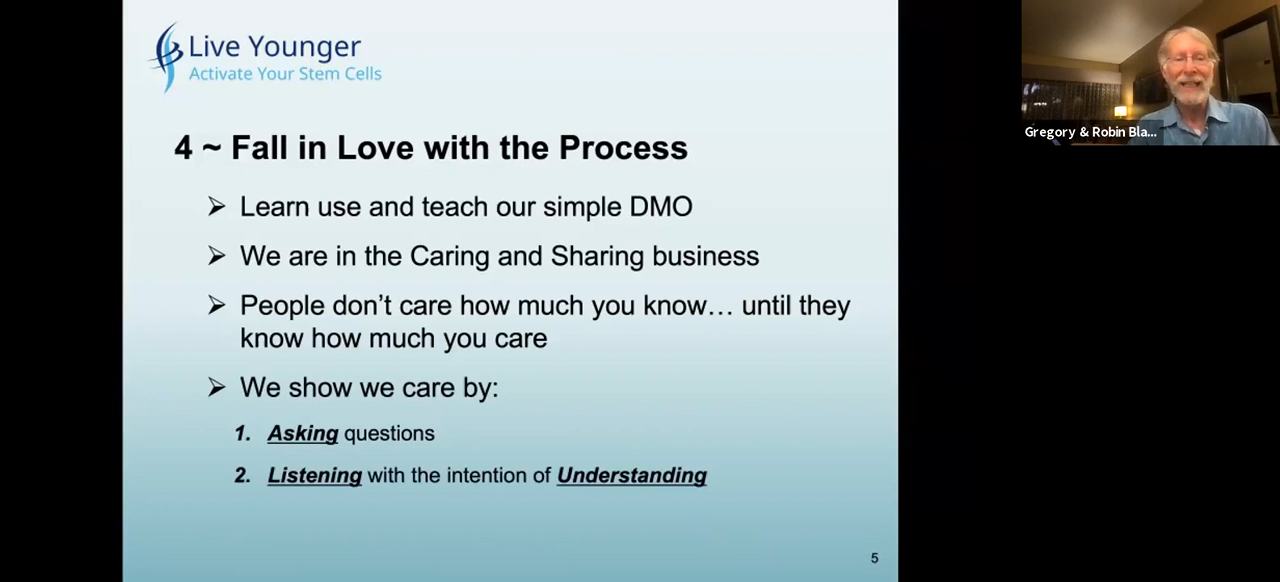 Live Younger
Activate Your Stem Cells
Gregory & Robin Bla...
4 ~ Fall in Love with the Process
➢ Learn use and teach our simple DMO
➢ We are in the Caring and Sharing business
➢ People don’t care how much you know… until they
know how much you care
➢ We show we care by:
1. Asking questions
2. Listening with the intention of Understanding
5